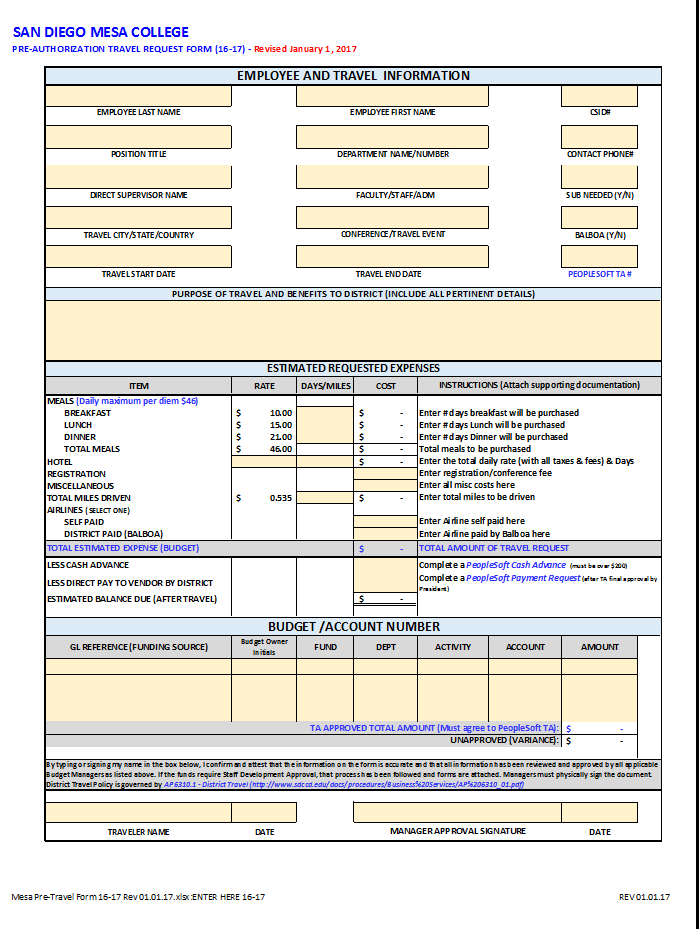 SAN DIEGO MESA COLLEGE
PRE-AUTHORIZATION TRAVEL REQUEST FORM (16-17) - Revised January 1, 2017
EMPLOYEE AND TRAVEL INFORMATION
EMPLOYEE LAST NAME EMPLOYEE FIRST NAME CSID#
POSITION TITLE DEPARTMENT NAME/NUMBER CONTACT PHONE#
DIRECT SUPERVISOR NAME FACULTY/STAFF/ADM SUB NEEDED (Y/N)
TRAVEL CITY/STATE/COUNTRY CONFERENCE/TRAVEL EVENT BALBOA (Y/N)
TRAVEL START DATE TRAVEL END DATE PEOPLESOFT TA #
PURPOSE OF TRAVEL AND BENEFITS TO DISTRICT (INCLUDE ALL PERTINENT DETAILS)
ESTIMATED REQUESTED EXPENSES
ITEM RATE DAYS/MILES COST INSTRUCTIONS (Attach supporting documentation)
MEALS (Daily maximum per diem $46)
BREAKFAST $ 10.00 $ - Enter # days breakfast will be purchased
LUNCH $ 15.00 $ - Enter # days Lunch will be purchased
DINNER $ 21.00 $ - Enter # days Dinner will be purchased
TOTAL MEALS $ 46.00 $ - Total meals to be purchased
HOTEL $ - Enter the total daily rate (with all taxes & fees) & Days
REGISTRATION Enter registration/conference fee
MISCELLANEOUS Enter all misc costs here
TOTAL MILES DRIVEN $ 0.535 $ - Enter total miles to be driven
AIRLINES (SELECT ONE)
SELF PAID Enter Airline self paid here
DISTRICT PAID (BALBOA) Enter Airline paid by Balboa here
TOTAL ESTIMATED EXPENSE (BUDGET) $ - TOTAL AMOUNT OF TRAVEL REQUEST
LESS CASH ADVANCE Complete a PeopleSoft Cash Advance (must be over $200)
LESS DIRECT PAY TO VENDOR BY DISTRICT Complete a PeopleSoft Payment Request (after TA final approval by President)
ESTIMATED BALANCE DUE (AFTER TRAVEL) $ -
BUDGET /ACCOUNT NUMBER
GL REFERENCE (FUNDING SOURCE) Budget Owner Initials FUND DEPT ACTIVITY ACCOUNT AMOUNT
TA APPROVED TOTAL AMOUNT (Must agree to PeopleSoft TA): $ -
UNAPPROVED (VARIANCE): $ -
By typing or signing my name in the box below, I confirm and attest that the information on the form is accurate and that all information has been reviewed and approved by all applicable
Budget Managers as listed above. If the funds require Staff Development Approval, that process has been followed and forms are attached. Managers must physically sign the document.
District Travel Policy is governed by AP 6310.1 - District Travel (http://www.sdccd.edu/docs/procedures/Business%20Services/AP%206310_01.pdf)
TRAVELER NAME DATE MANAGER APPROVAL SIGNATURE DATE
Mesa Pre-Travel Form 16-17 Rev 01.01.17.xlsx:ENTER HERE 16-17 REV 01.01.17